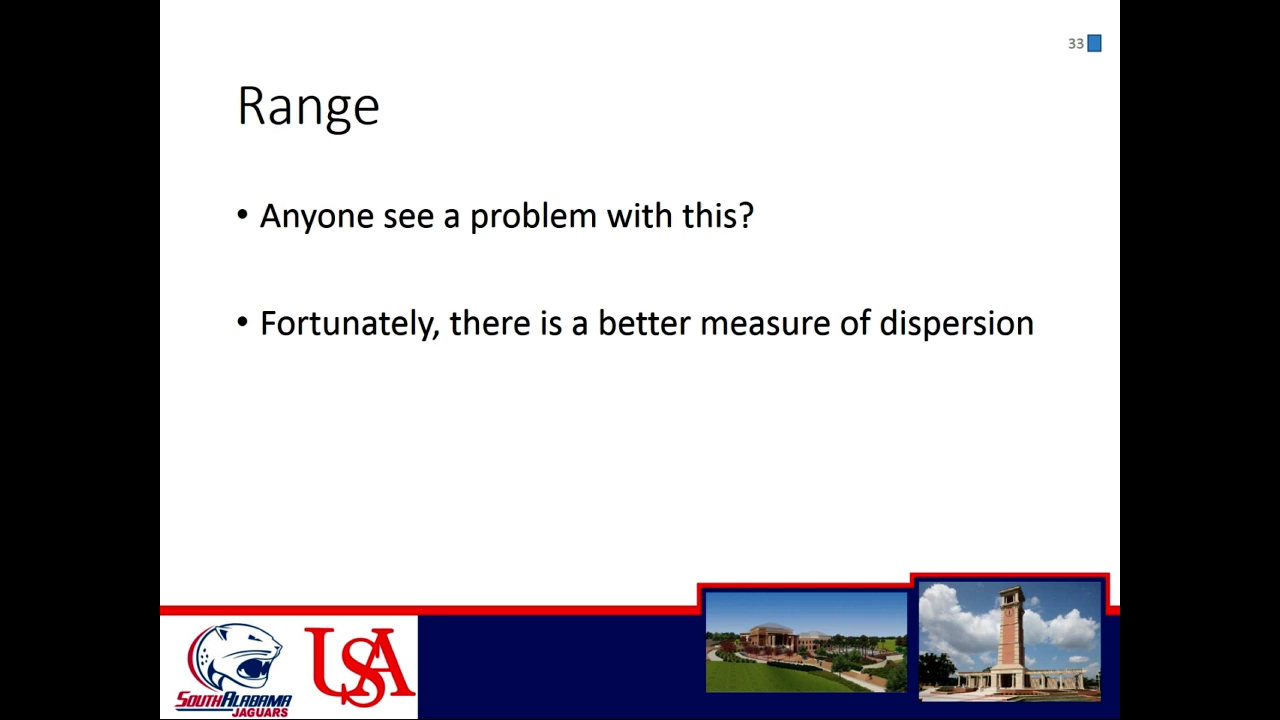 33
Range
• Anyone see a problem with this?
• Fortunately, there is a better measure of dispersion
SOUTH ALABAMA
JAGUARS
USA